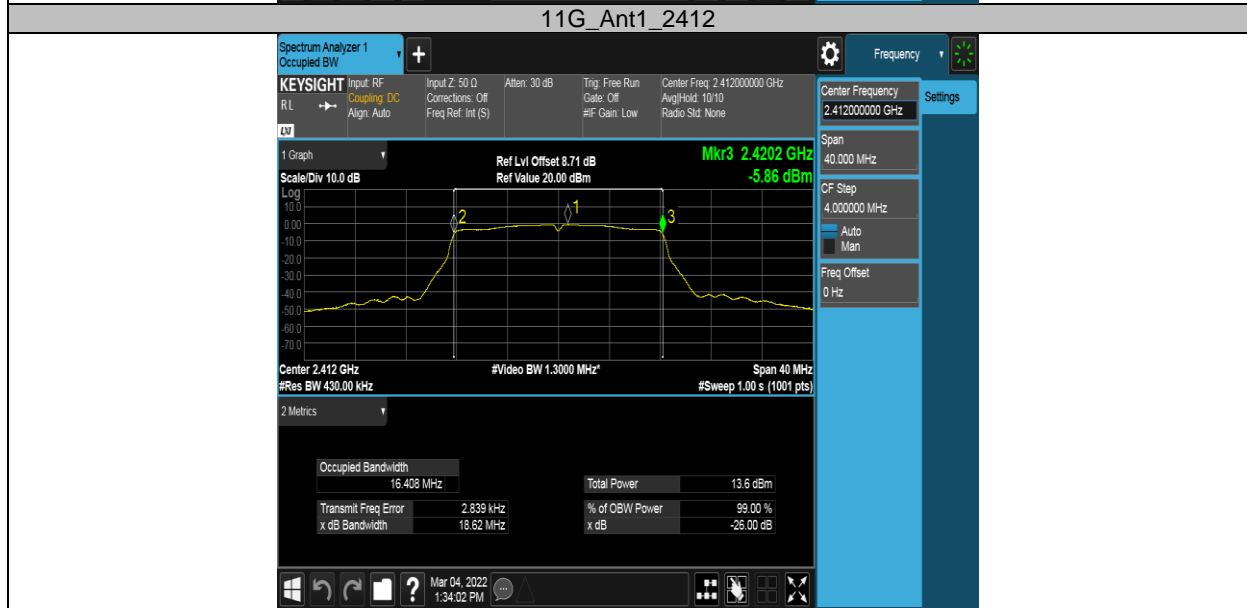 11G_Ant1_2412
Spectrum Analyzer 1
Occupied BW
+
Frequency
KEYSIGHT
RL
LXI
Input: RF
Coupling: DC
Align: Auto
Input Z: 50 Ω
Corrections: Off
Freq Ref: Int (S)
Atten: 30 dB
Trig: Free Run
Gate: Off
#IF Gain: Low
Center Freq: 2.412000000 GHz
Avg|Hold: 10/10
Radio Std: None
Center Frequency
2.412000000 GHz
Settings
Span
40.000 MHz
CF Step
4.000000 MHz
Auto
Man
Freq Offset
0 Hz
1 Graph
Scale/Div 10.0 dB
Ref Lvl Offset 8.71 dB
Ref Value 20.00 dBm
Mkr3 2.4202 GHz
-5.86 dBm
Log
10.0
0.00
-10.0
-20.0
-30.0
-40.0
-50.0
-60.0
-70.0
2
1
3
Center 2.412 GHz
#Video BW 1.3000 MHz*
Span 40 MHz
#Res BW 430.00 kHz
#Sweep 1.00 s (1001 pts)
2 Metrics
Occupied Bandwidth
16.408 MHz
Total Power 13.6 dBm
Transmit Freq Error 2.839 kHz
% of OBW Power 99.00 %
x dB Bandwidth 18.62 MHz
x dB -26.00 dB
?
Mar 04, 2022
1:34:02 PM